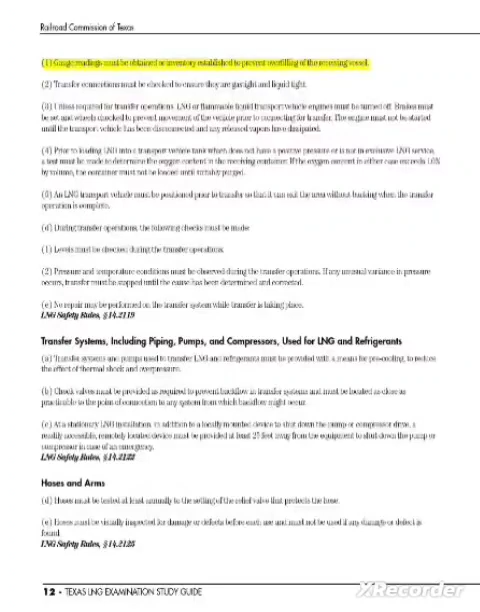 Railroad Commission of Texas
(1) Gauge readings must be obtained or inventory established to prevent overfilling of the receiving vessel.
(2) Transfer connections must be checked to ensure they are gastight and liquid tight.
(3) Unless required for transfer operations, LNG or flammable liquid transport vehicle engines must be turned off. Brakes must
be set and wheels chocked to prevent movement of the vehicle prior to connecting for transfer. The engine must not be started
until the transport vehicle has been disconnected and any released vapors have dissipated.
(4) Prior to loading LNG into a transport vehicle tank which does not have a positive pressure or is not in exclusive LNG service,
a test must be made to determine the oxygen content in the receiving container. If the oxygen content in either case exceeds
by volume, the container must not be loaded until suitably purged.
(5) An LNG transport vehicle must be positioned prior to transfer so that it can exit the area without backing when the transfer
operation is complete.
(d) During transfer operations, the following checks must be made:
(1) Levels must be checked during the transfer operations.
(2) Pressure and temperature conditions must be observed during the transfer operations. If any unusual variance in pressure
occurs, transfer must be stopped until the cause has been determined and corrected.
(e) No repair may be performed on the transfer system while transfer is taking place.
LNG Safety Rules, §14.2119
Transfer Systems, Including Piping, Pumps, and Compressors, Used for LNG and Refrigerants
(a) Transfer systems and pumps used to transfer LNG and refrigerants must be provided with a means for pre-cooling, to reduce
the effect of thermal shock and overpressure.
(b) Check valves must be provided as required to prevent backflow in transfer systems and must be located as close as
practicable to the point of connection to any system from which backflow might occur.
(c) At a stationary LNG installation, in addition to a locally mounted device to shut down the pump or compressor drive, a
readily accessible, remotely located device must be provided at least 25 feet away from the equipment to shut down the pump or
compressor in case of an emergency.
LNG Safety Rules, §14.2122
Hoses and Arms
(d) Hoses must be tested at least annually to the setting of the relief valve that protects the hose.
(e) Hoses must be visually inspected for damage or defects before each use and must not be used if any damage or defect is
found.
LNG Safety Rules, §14.2125
12 - TEXAS LNG EXAMINATION STUDY GUIDE
XRecorder